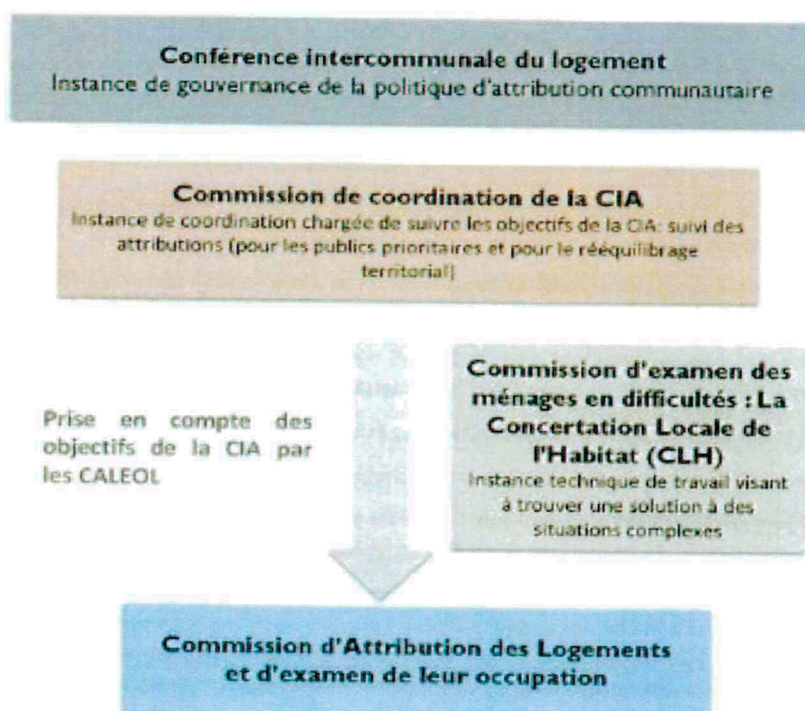 Conférence intercommunale du logement
Instance de gouvernance de la politique d'attribution communautaire
Commission de coordination de la CIA
Instance de coordination chargée de suivre les objectifs de la CIA: suivi des
attributions (pour les publics prioritaires et pour le rééquilibrage
territorial)
Prise en compte des
objectifs de la CIA par
les CALEOL
Commission d'examen des
ménages en difficultés : La
Concertation Locale de
l'Habitat (CLH)
Instance technique de travail visant
à trouver une solution à des
situations complexes
Commission d'Attribution des Logements
et d'examen de leur occupation